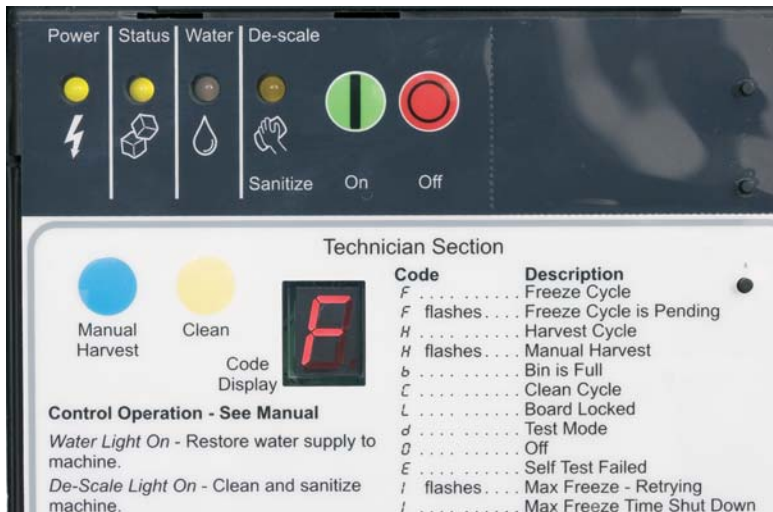 Power Status Water De-scale
Sanitize On Off
Technician Section
Manual Harvest
Clean
Code Display
F
Code Description
F . . . . . . . . . . . Freeze Cycle
F flashes . . . . Freeze Cycle is Pending
H . . . . . . . . . . . Harvest Cycle
H flashes . . . . Manual Harvest
b . . . . . . . . . . . Bin is Full
C . . . . . . . . . . . Clean Cycle
L . . . . . . . . . . . Board Locked
d . . . . . . . . . . . Test Mode
0 . . . . . . . . . . . Off
E . . . . . . . . . . . Self Test Failed
1 flashes . . . . Max Freeze - Retrying
1 . . . . . . . . . . . Max Freeze Time Shut Down
Control Operation - See Manual
Water Light On - Restore water supply to
machine.
De-Scale Light On - Clean and sanitize
machine.